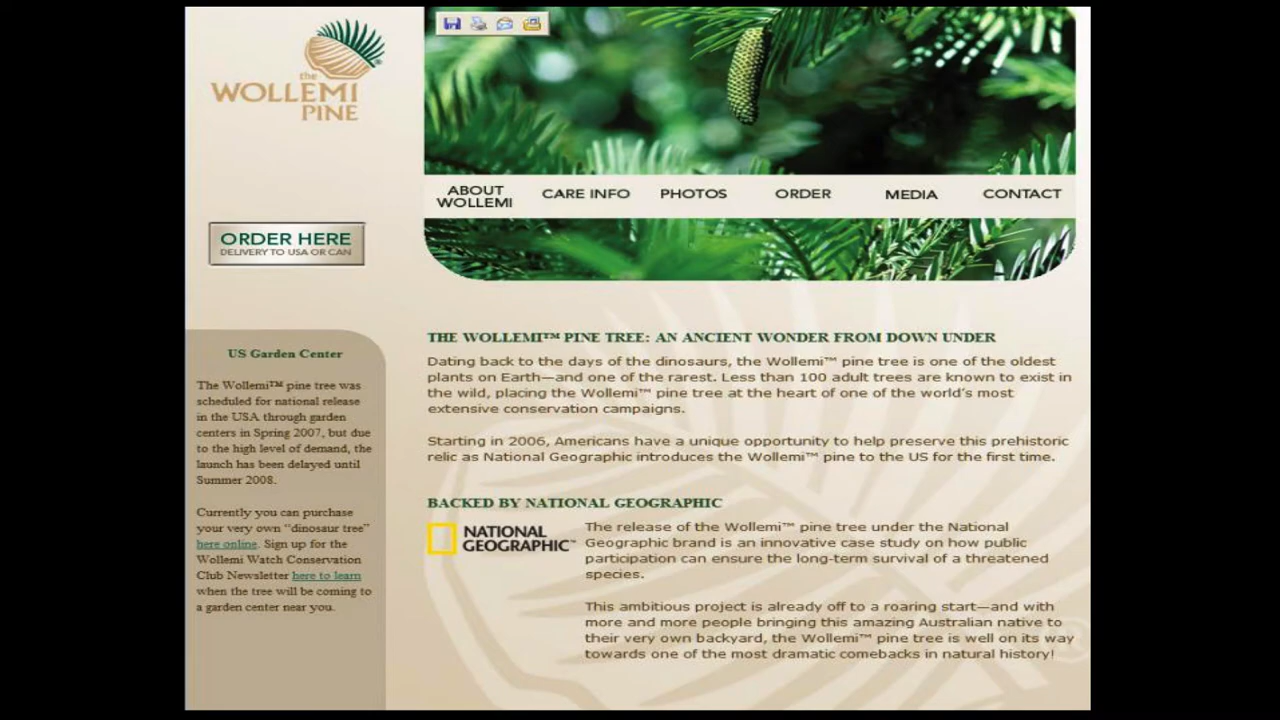 the
WOLLEMI
PINE
ABOUT
WOLLEMI
CARE INFO
PHOTOS
ORDER
MEDIA
CONTACT
ORDER HERE
DELIVERY TO USA OR CAN
US Garden Center
The Wollemi™ pine tree was
scheduled for national release
in the USA through garden
centers in Spring 2007, but due
to the high level of demand, the
launch has been delayed until
Summer 2008.
Currently you can purchase
your very own “dinosaur tree”
here online. Sign up for the
Wollemi Watch Conservation
Club Newsletter here to learn
when the tree will be coming to
a garden center near you.
THE WOLLEMI™ PINE TREE: AN ANCIENT WONDER FROM DOWN UNDER
Dating back to the days of the dinosaurs, the Wollemi™ pine tree is one of the oldest
plants on Earth—and one of the rarest. Less than 100 adult trees are known to exist in
the wild, placing the Wollemi™ pine tree at the heart of one of the world's most
extensive conservation campaigns.
Starting in 2006, Americans have a unique opportunity to help preserve this prehistoric
relic as National Geographic introduces the Wollemi™ pine to the US for the first time.
BACKED BY NATIONAL GEOGRAPHIC
NATIONAL
GEOGRAPHIC™
The release of the Wollemi™ pine tree under the National
Geographic brand is an innovative case study on how public
participation can ensure the long-term survival of a threatened
species.
This ambitious project is already off to a roaring start—and with
more and more people bringing this amazing Australian native to
their very own backyard, the Wollemi™ pine tree is well on its way
towards one of the most dramatic comebacks in natural history!